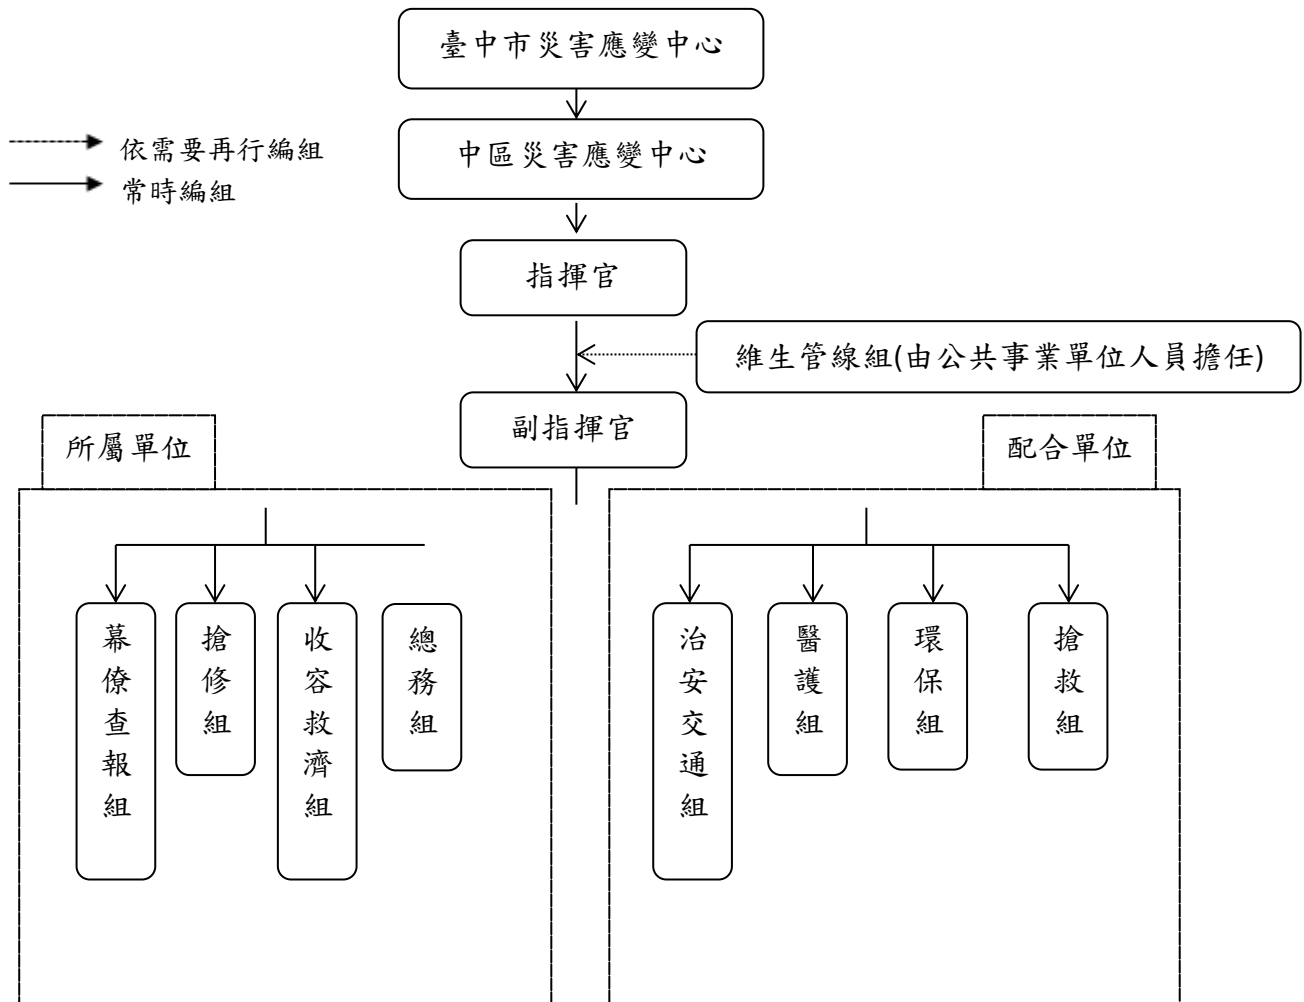 臺中市災害應變中心
依需要再行編組
常時編組
中區災害應變中心
指揮官
維生管線組(由公共事業單位人員擔任)
副指揮官
所屬單位
配合單位
幕僚查報組
搶修組
收容救濟組
總務組
治安交通組
醫護組
環保組
搶救組